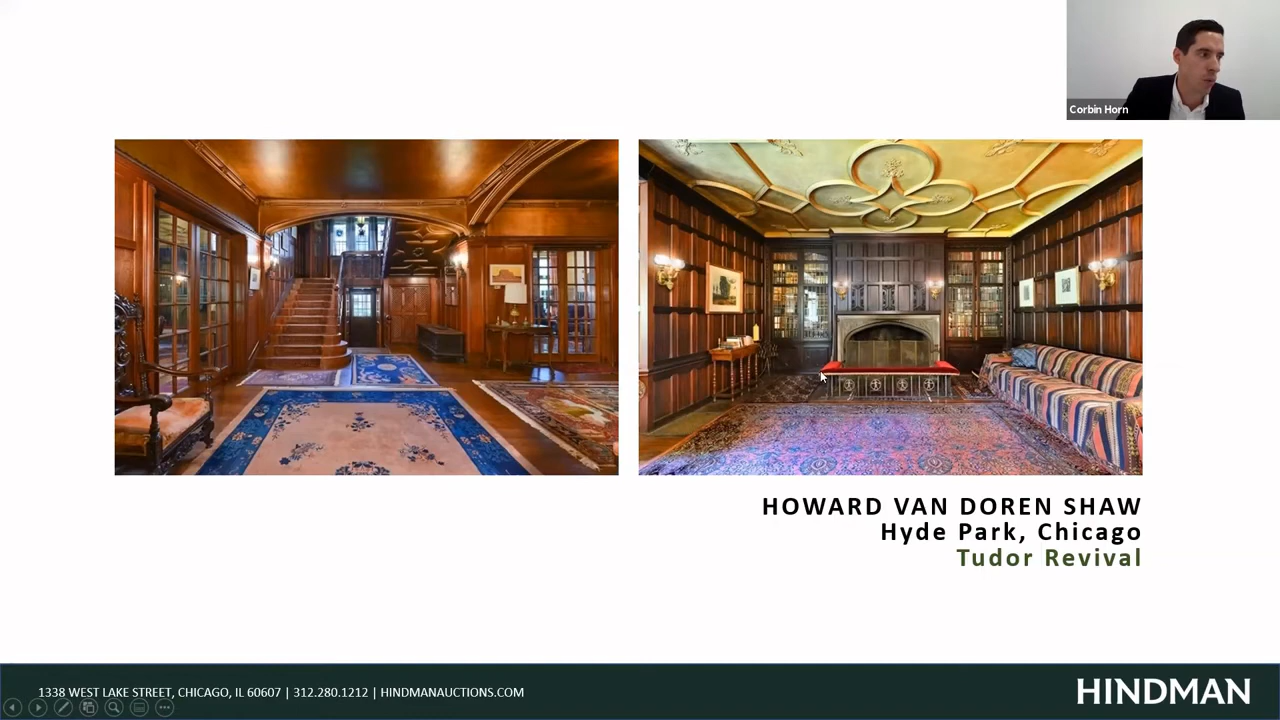 Corbin Horn
HOWARD VAN DOREN SHAW
Hyde Park, Chicago
Tudor Revival
1338 WEST LAKE STREET, CHICAGO, IL 60607 | 312.280.1212 | HINDMANAUCTIONS.COM
HINDMAN